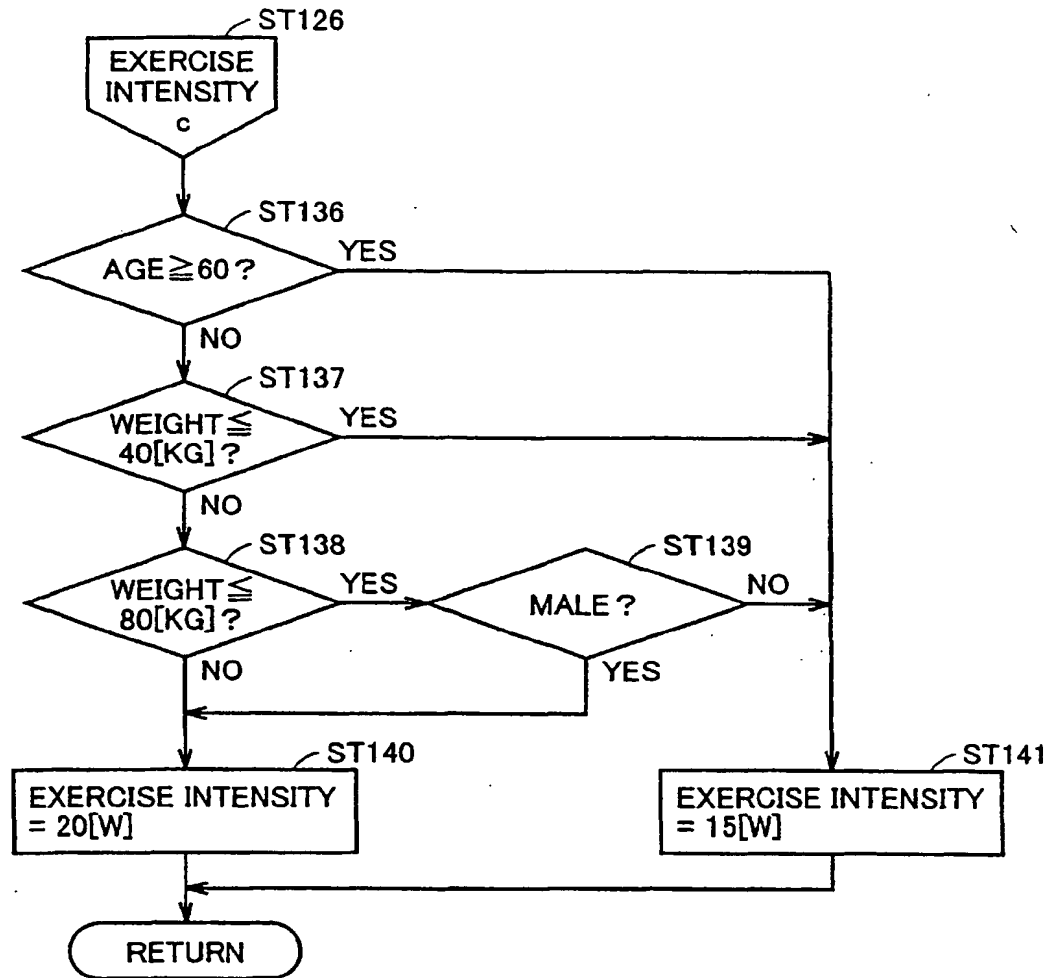 ST126
EXERCISE
INTENSITY
c
ST136
AGE≧60?
YES
NO
ST137
WEIGHT≦
40[KG]?
YES
NO
ST138
WEIGHT≦
80[KG]?
YES
NO
ST139
MALE?
NO
YES
ST140
EXERCISE INTENSITY
= 20[W]
ST141
EXERCISE INTENSITY
= 15[W]
RETURN